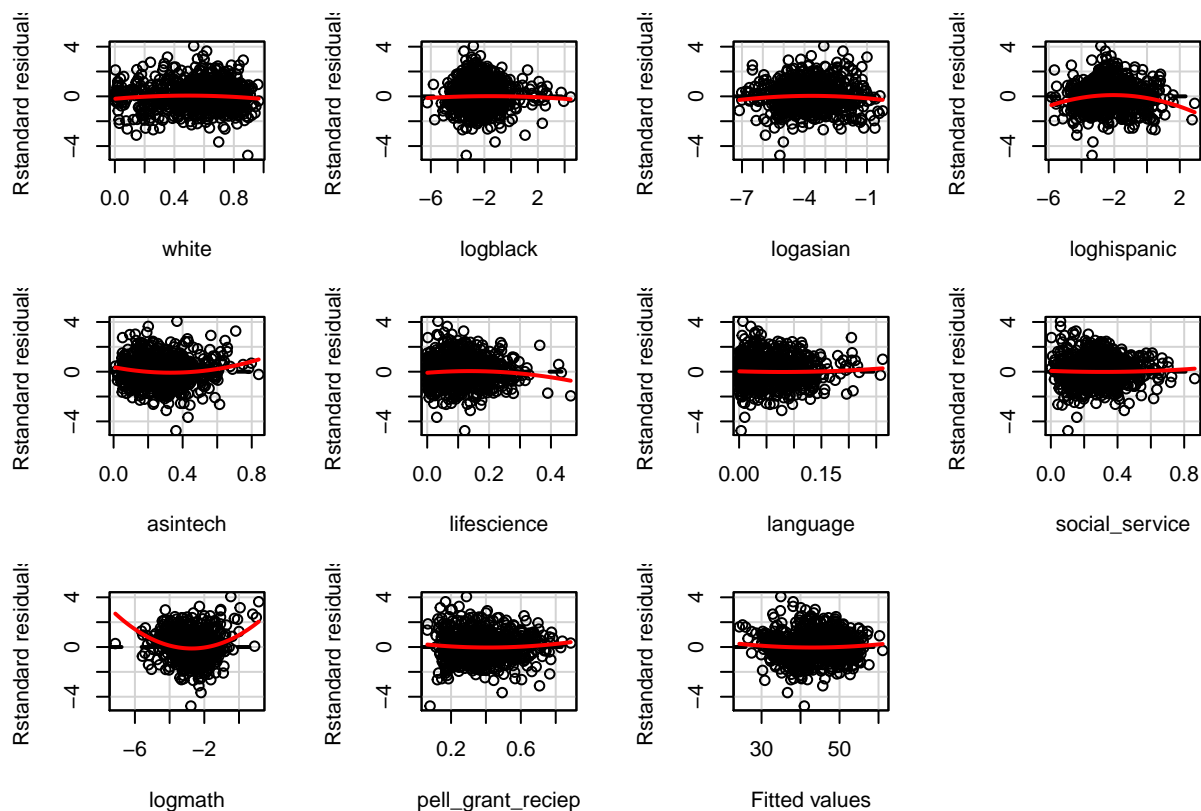 Rstandard residuals
4
0
−4
0.0 0.4 0.8
white
Rstandard residuals
4
0
−4
−6 −2 2
logblack
Rstandard residuals
4
0
−4
−7 −4 −1
logasian
Rstandard residuals
4
0
−4
−6 −2 2
loghispanic
Rstandard residuals
4
0
−4
0.0 0.4 0.8
asintech
Rstandard residuals
4
0
−4
0.0 0.2 0.4
lifescience
Rstandard residuals
4
0
−4
0.00 0.15
language
Rstandard residuals
4
0
−4
0.0 0.4 0.8
social_service
Rstandard residuals
4
0
−4
−6 −2
logmath
Rstandard residuals
4
0
−4
0.2 0.6
pell_grant_reciep
Rstandard residuals
4
0
−4
30 50
Fitted values